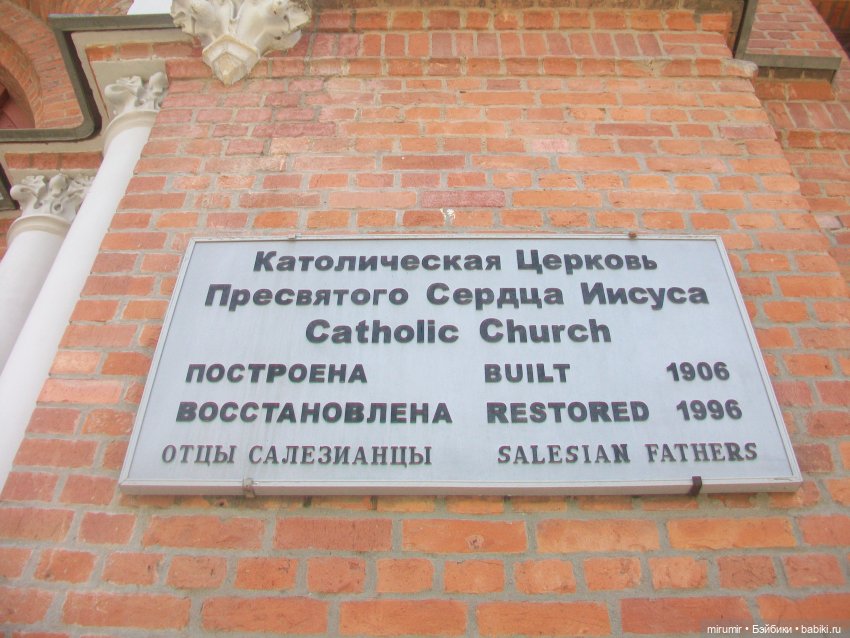 Католическая Церковь
Пресвятого Сердца Иисуса
Catholic Church
ПОСТРОЕНА BUILT 1906
ВОССТАНОВЛЕНА RESTORED 1996
ОТЦЫ САЛЕЗИАНЦЫ SALESIAN FATHERS
mirumir • Бэйбики • babiki.ru